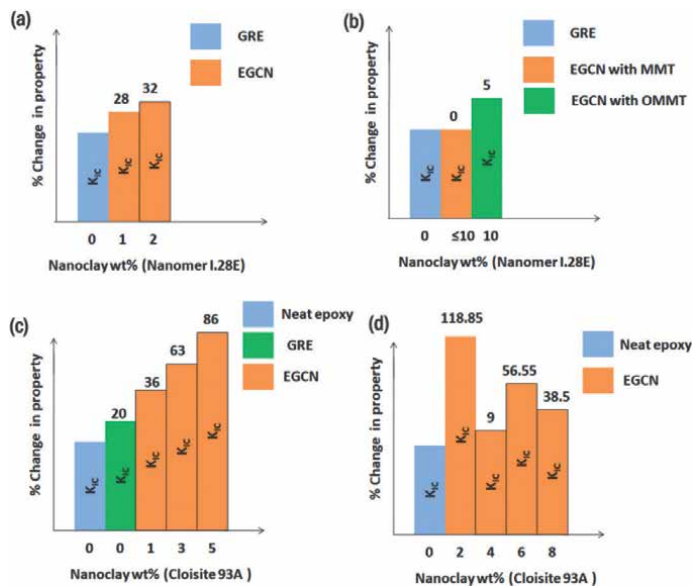 (a)
% Change in property
GRE
EGCN
28
32
K_IC
K_IC
K_IC
0 1 2
Nanoclay wt% (Nanomer I.28E)
(b)
% Change in property
GRE
EGCN with MMT
EGCN with OMMT
0
5
K_IC
K_IC
K_IC
0 ≤10 10
Nanoclay wt% (Nanomer I.28E)
(c)
% Change in property
Neat epoxy
GRE
EGCN
20
36
63
86
K_IC
K_IC
K_IC
K_IC
K_IC
0 0 1 3 5
Nanoclay wt% (Cloisite 93A )
(d)
% Change in property
Neat epoxy
EGCN
118.85
9
56.55
38.5
K_IC
K_IC
K_IC
K_IC
K_IC
0 2 4 6 8
Nanoclay wt% (Cloisite 93A )